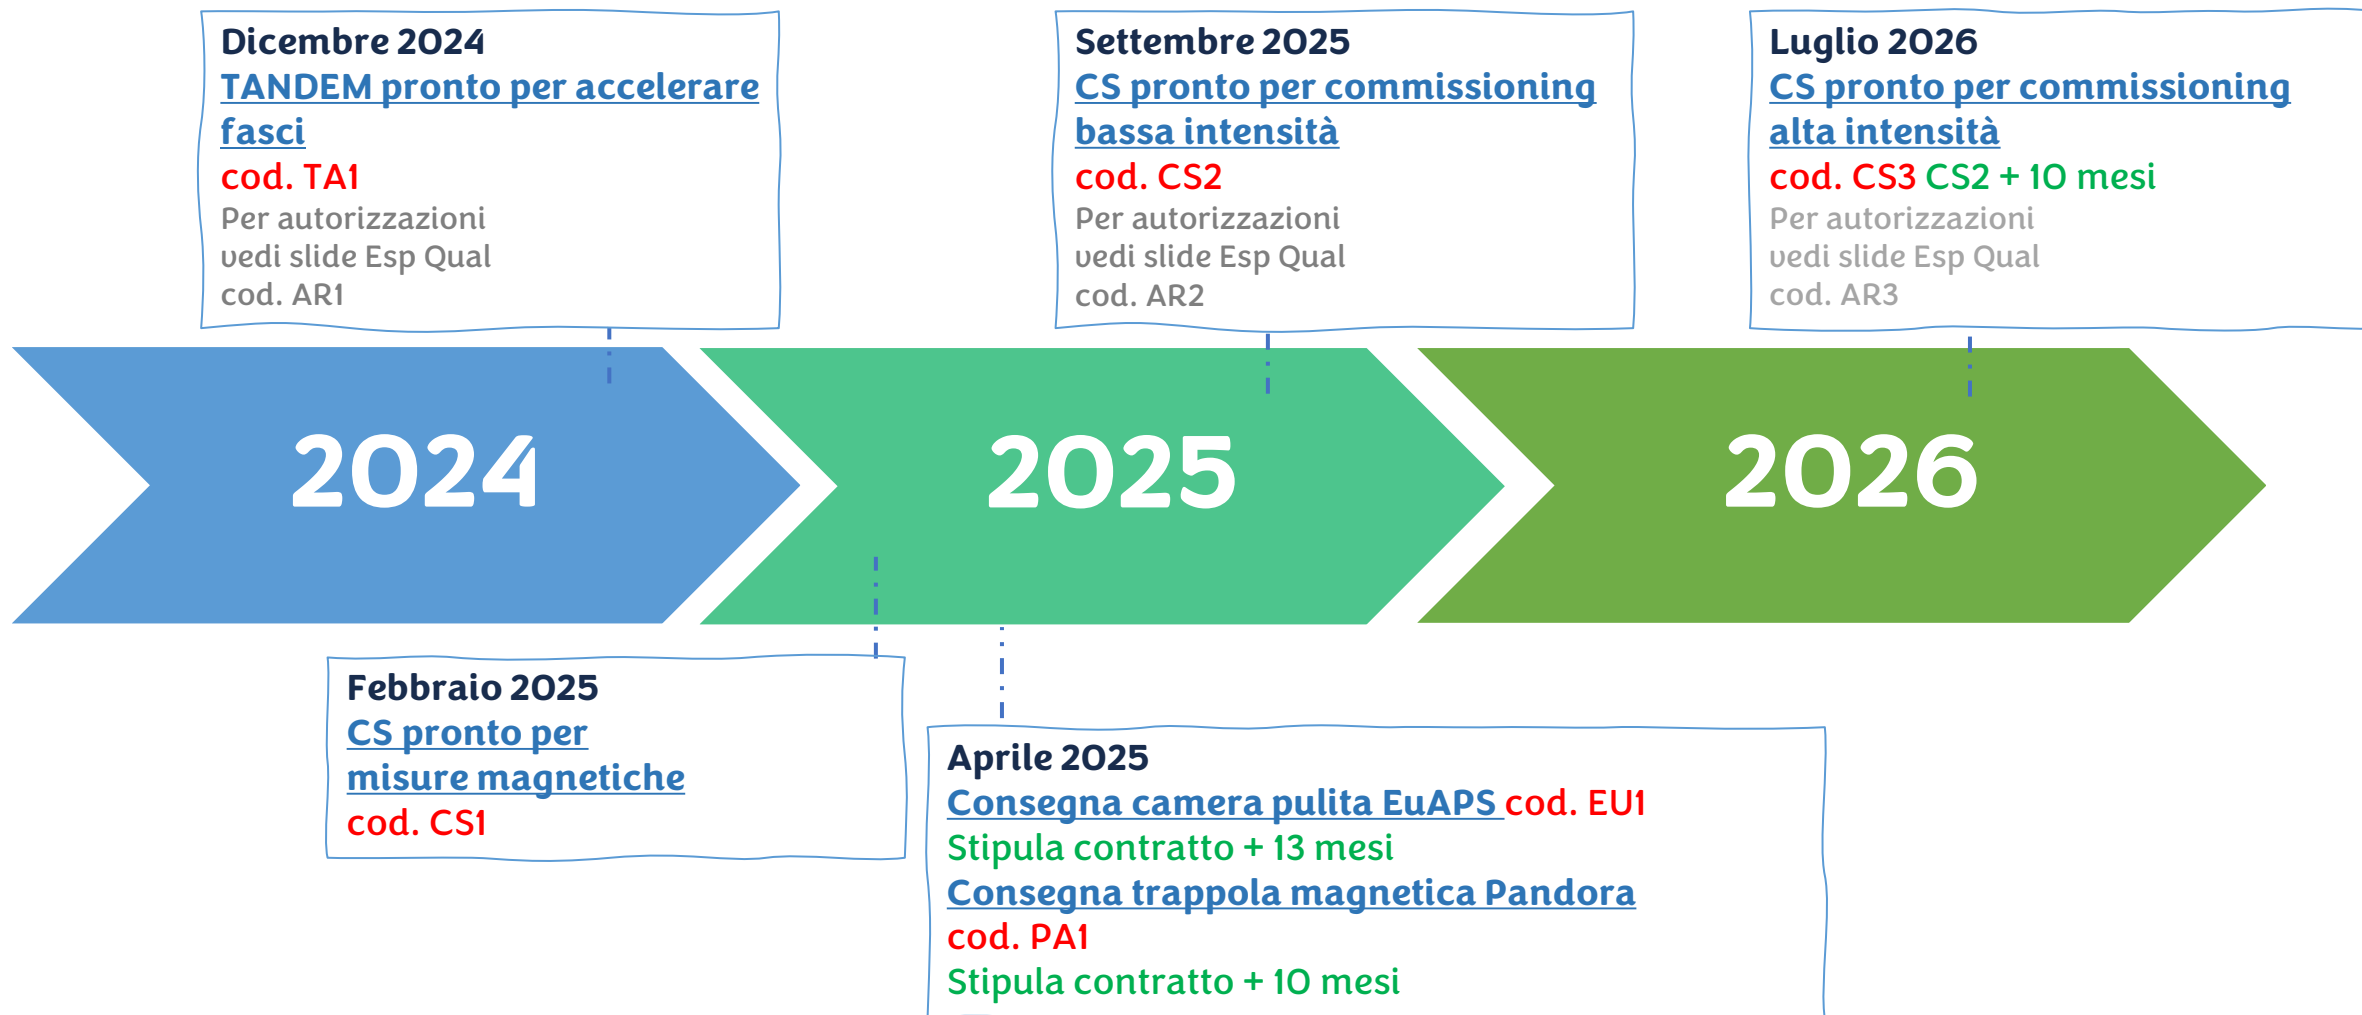 Dicembre 2024
TANDEM pronto per accelerare
fasci
cod. TA1
Per autorizzazioni
vedi slide Esp Qual
cod. AR1
Settembre 2025
CS pronto per commissioning
bassa intensità
cod. CS2
Per autorizzazioni
vedi slide Esp Qual
cod. AR2
Luglio 2026
CS pronto per commissioning
alta intensità
cod. CS3 CS2 + 10 mesi
Per autorizzazioni
vedi slide Esp Qual
cod. AR3
2024
2025
2026
Febbraio 2025
CS pronto per
misure magnetiche
cod. CS1
Aprile 2025
Consegna camera pulita EuAPS cod. EU1
Stipula contratto + 13 mesi
Consegna trappola magnetica Pandora
cod. PA1
Stipula contratto + 10 mesi